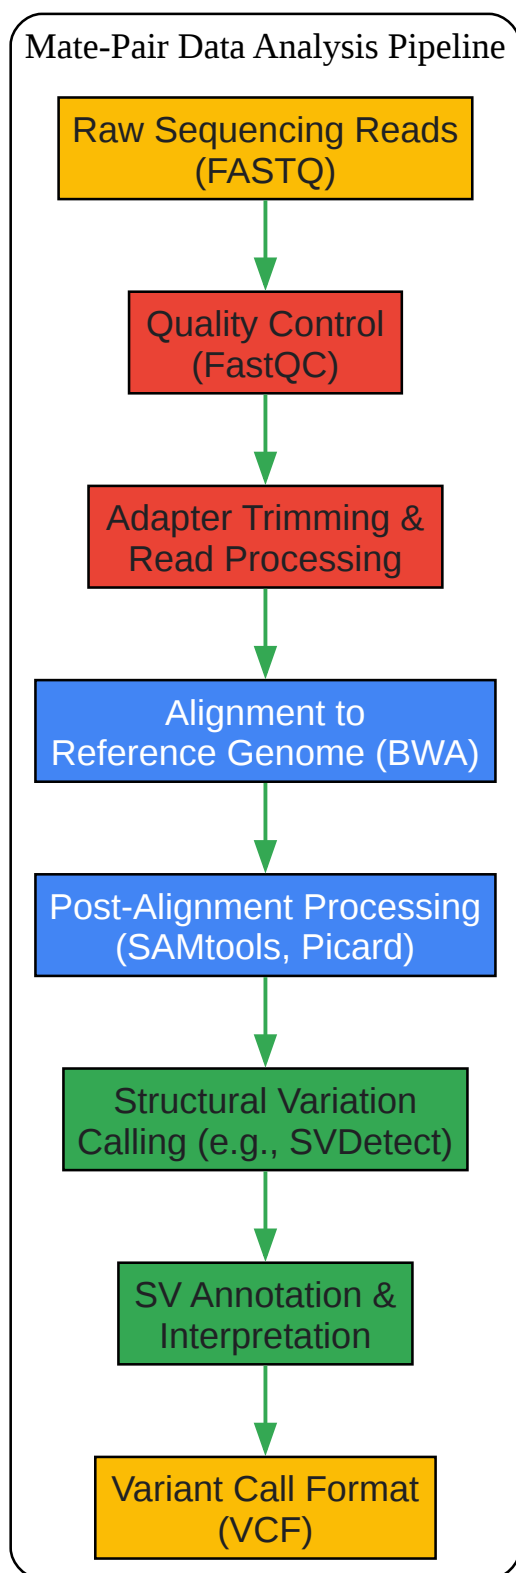 Mate-Pair Data Analysis Pipeline
Raw Sequencing Reads
(FASTQ)
Quality Control
(FastQC)
Adapter Trimming &
Read Processing
Alignment to
Reference Genome (BWA)
Post-Alignment Processing
(SAMtools, Picard)
Structural Variation
Calling (e.g., SVDetect)
SV Annotation &
Interpretation
Variant Call Format
(VCF)